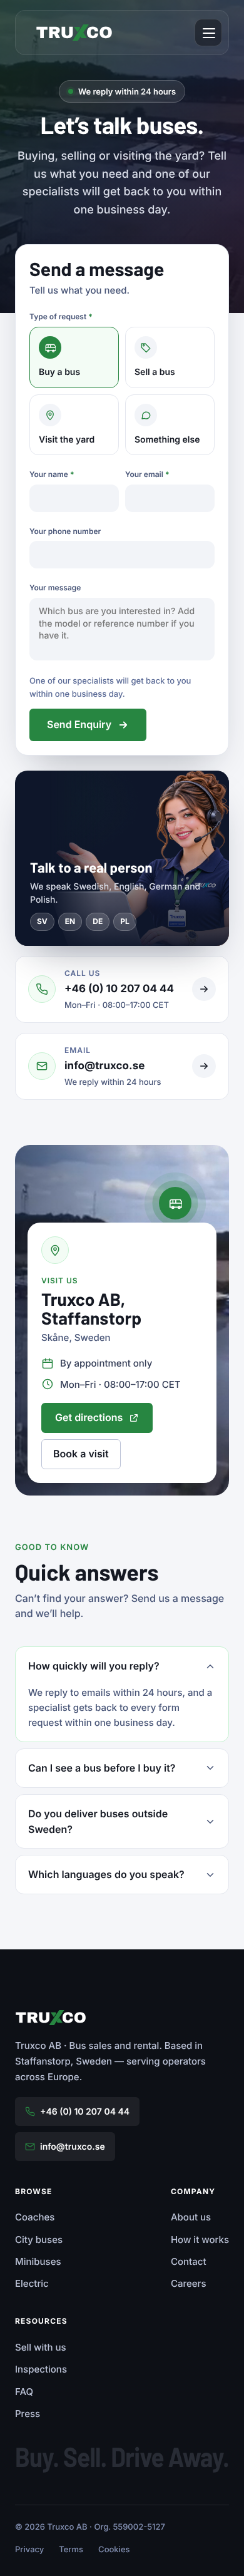 TRUXCO
We reply within 24 hours
Let's talk buses.
Buying, selling or visiting the yard? Tell
us what you need and one of our
specialists will get back to you within
one business day.
Send a message
Tell us what you need.
Type of request *
Buy a bus
Sell a bus
Visit the yard
Something else
Your name *
Your email *
Your phone number
Your message
Which bus are you interested in? Add
the model or reference number if you
have it.
One of our specialists will get back to you
within one business day.
Send Enquiry
Talk to a real person
We speak Swedish, English, German and
Polish.
SV EN DE PL
CALL US
+46 (0) 10 207 04 44
Mon–Fri · 08:00–17:00 CET
EMAIL
info@truxco.se
We reply within 24 hours
VISIT US
Truxco AB,
Staffanstorp
Skåne, Sweden
By appointment only
Mon–Fri · 08:00–17:00 CET
Get directions
Book a visit
GOOD TO KNOW
Quick answers
Can't find your answer? Send us a message
and we'll help.
How quickly will you reply?
We reply to emails within 24 hours, and a
specialist gets back to every form
request within one business day.
Can I see a bus before I buy it?
Do you deliver buses outside
Sweden?
Which languages do you speak?
TRUXCO
Truxco AB · Bus sales and rental. Based in
Staffanstorp, Sweden — serving operators
across Europe.
+46 (0) 10 207 04 44
info@truxco.se
BROWSE
Coaches
City buses
Minibuses
Electric
COMPANY
About us
How it works
Contact
Careers
RESOURCES
Sell with us
Inspections
FAQ
Press
Buy. Sell. Drive Away.
© 2026 Truxco AB · Org. 559002-5127
Privacy Terms Cookies